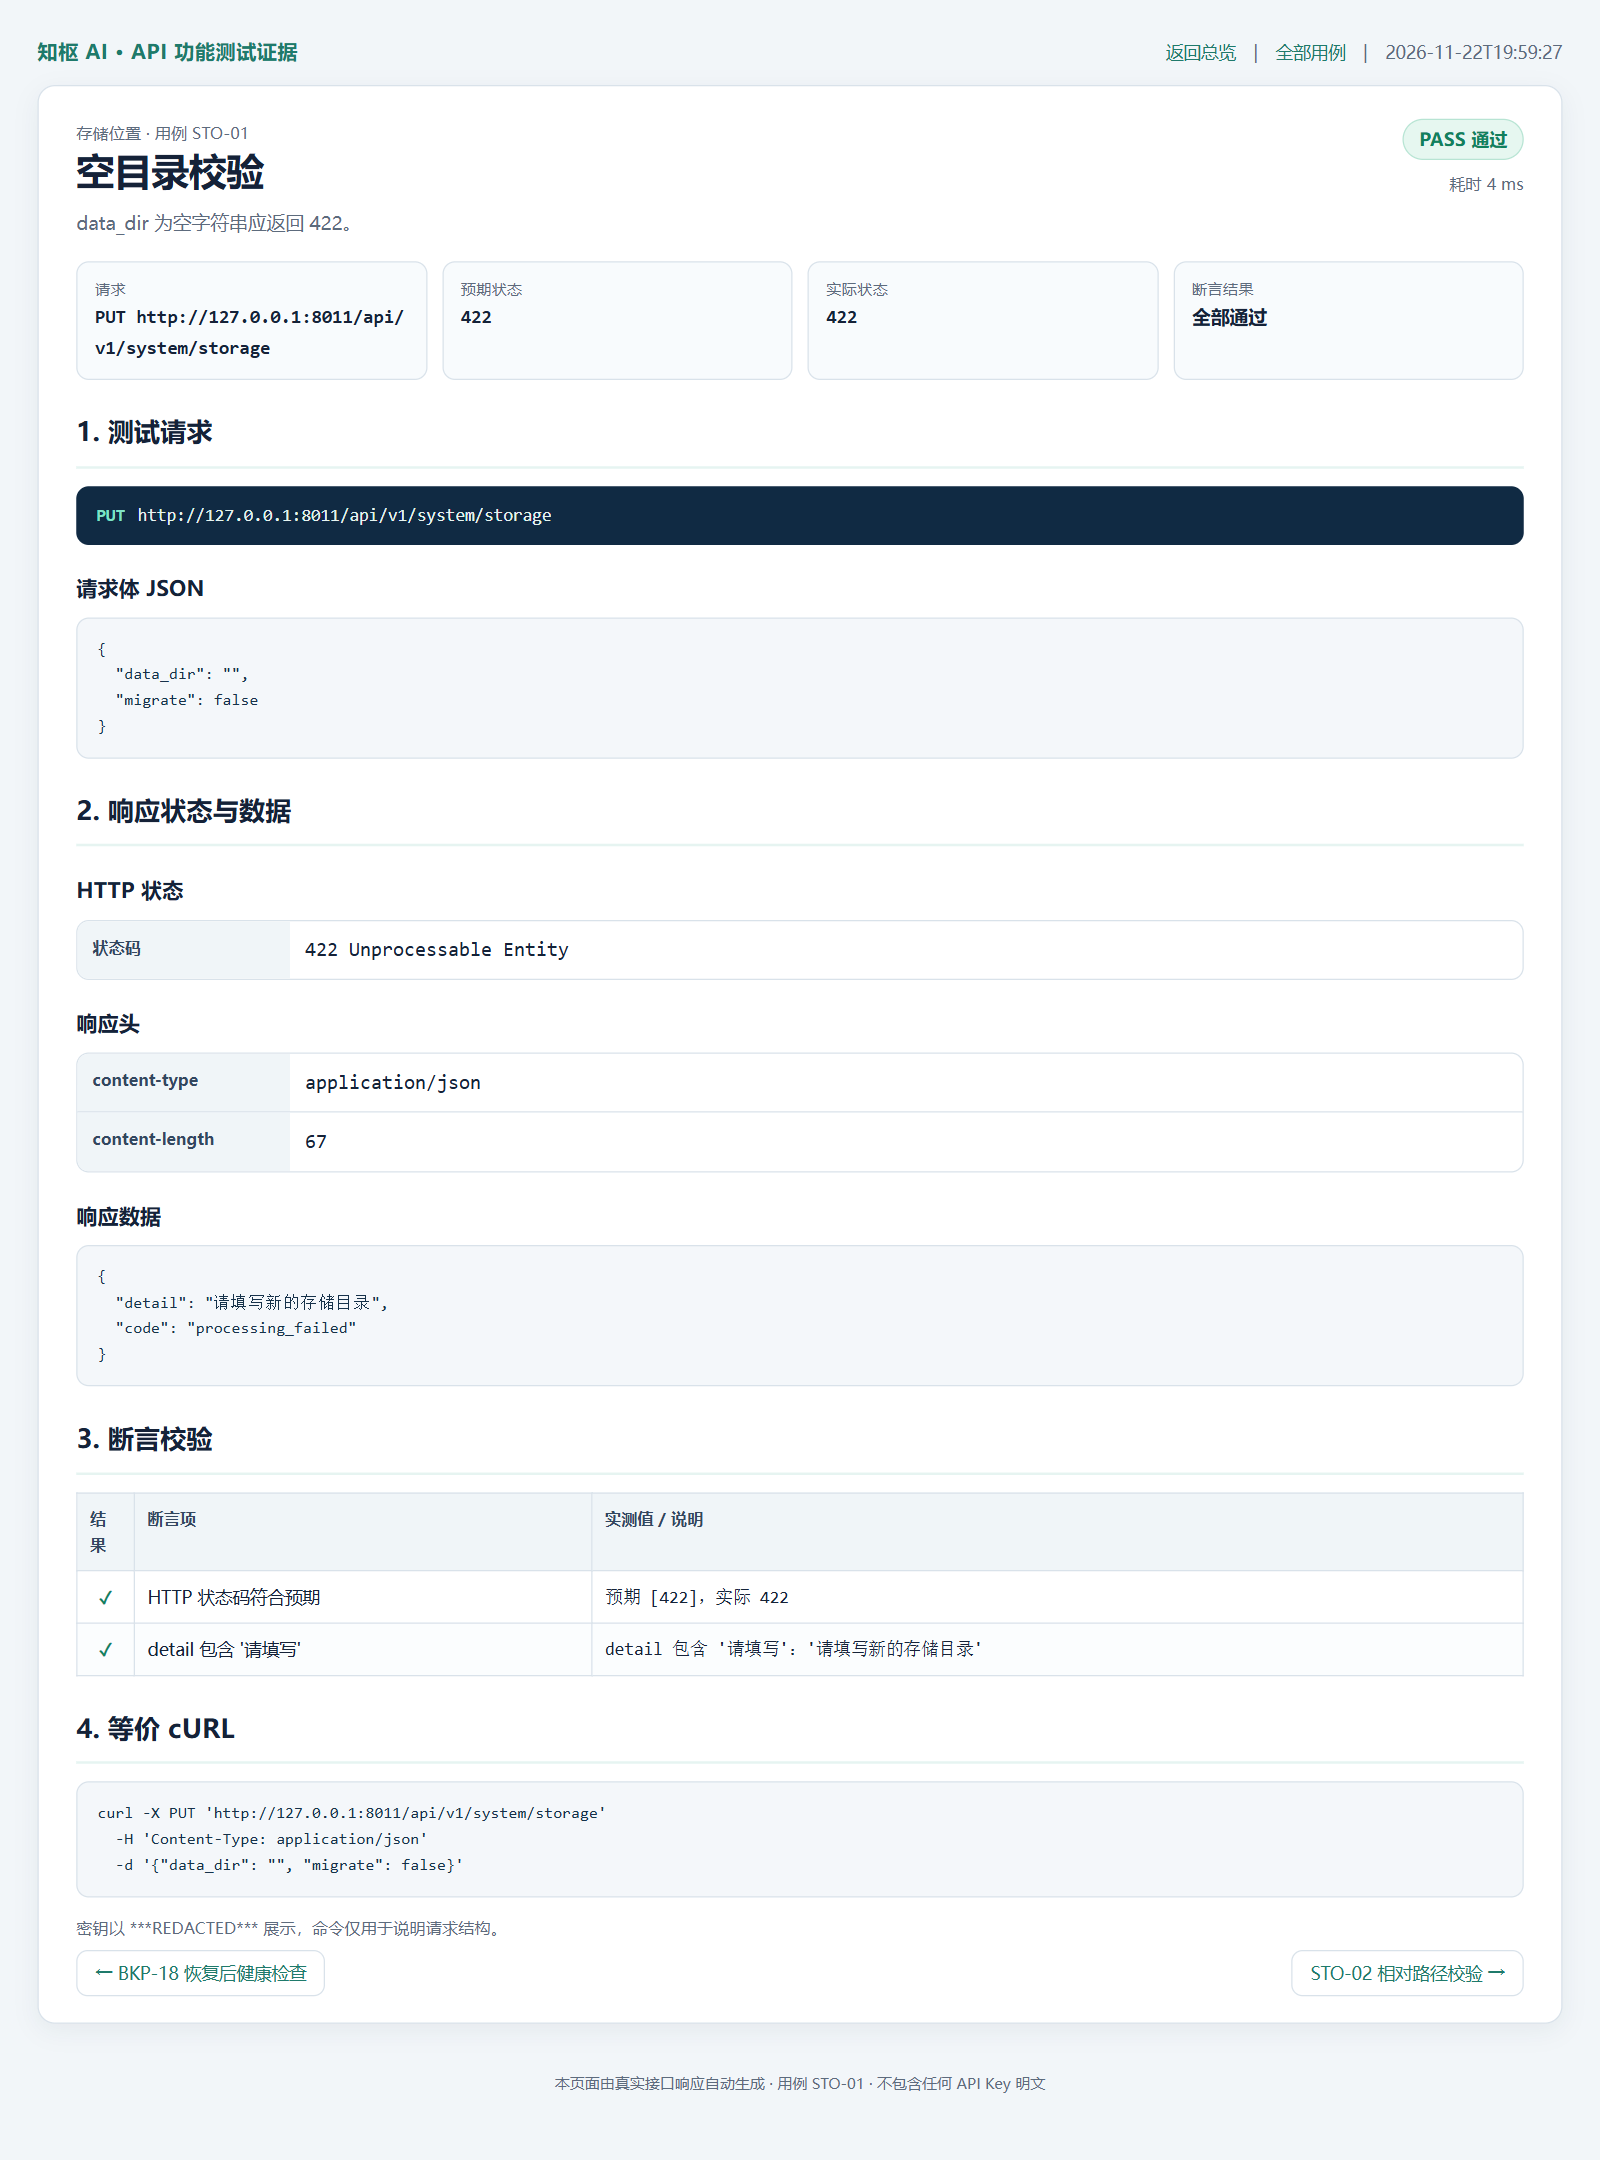 知枢 AI · API 功能测试证据
返回总览 | 全部用例 | 2026-11-22T19:59:27
存储位置 · 用例 STO-01
空目录校验
data_dir 为空字符串应返回 422。
PASS 通过
耗时 4 ms
请求
PUT http://127.0.0.1:8011/api/
v1/system/storage
预期状态
422
实际状态
422
断言结果
全部通过
1. 测试请求
PUT http://127.0.0.1:8011/api/v1/system/storage
请求体 JSON
{
  "data_dir": "",
  "migrate": false
}
2. 响应状态与数据
HTTP 状态
状态码 422 Unprocessable Entity
响应头
content-type application/json
content-length 67
响应数据
{
  "detail": "请填写新的存储目录",
  "code": "processing_failed"
}
3. 断言校验
结
果
断言项
实测值 / 说明
✓ HTTP 状态码符合预期 预期 [422]，实际 422
✓ detail 包含 '请填写' detail 包含 '请填写': '请填写新的存储目录'
4. 等价 cURL
curl -X PUT 'http://127.0.0.1:8011/api/v1/system/storage'
  -H 'Content-Type: application/json'
  -d '{"data_dir": "", "migrate": false}'
密钥以 ***REDACTED*** 展示，命令仅用于说明请求结构。
← BKP-18 恢复后健康检查
STO-02 相对路径校验 →
本页面由真实接口响应自动生成 · 用例 STO-01 · 不包含任何 API Key 明文